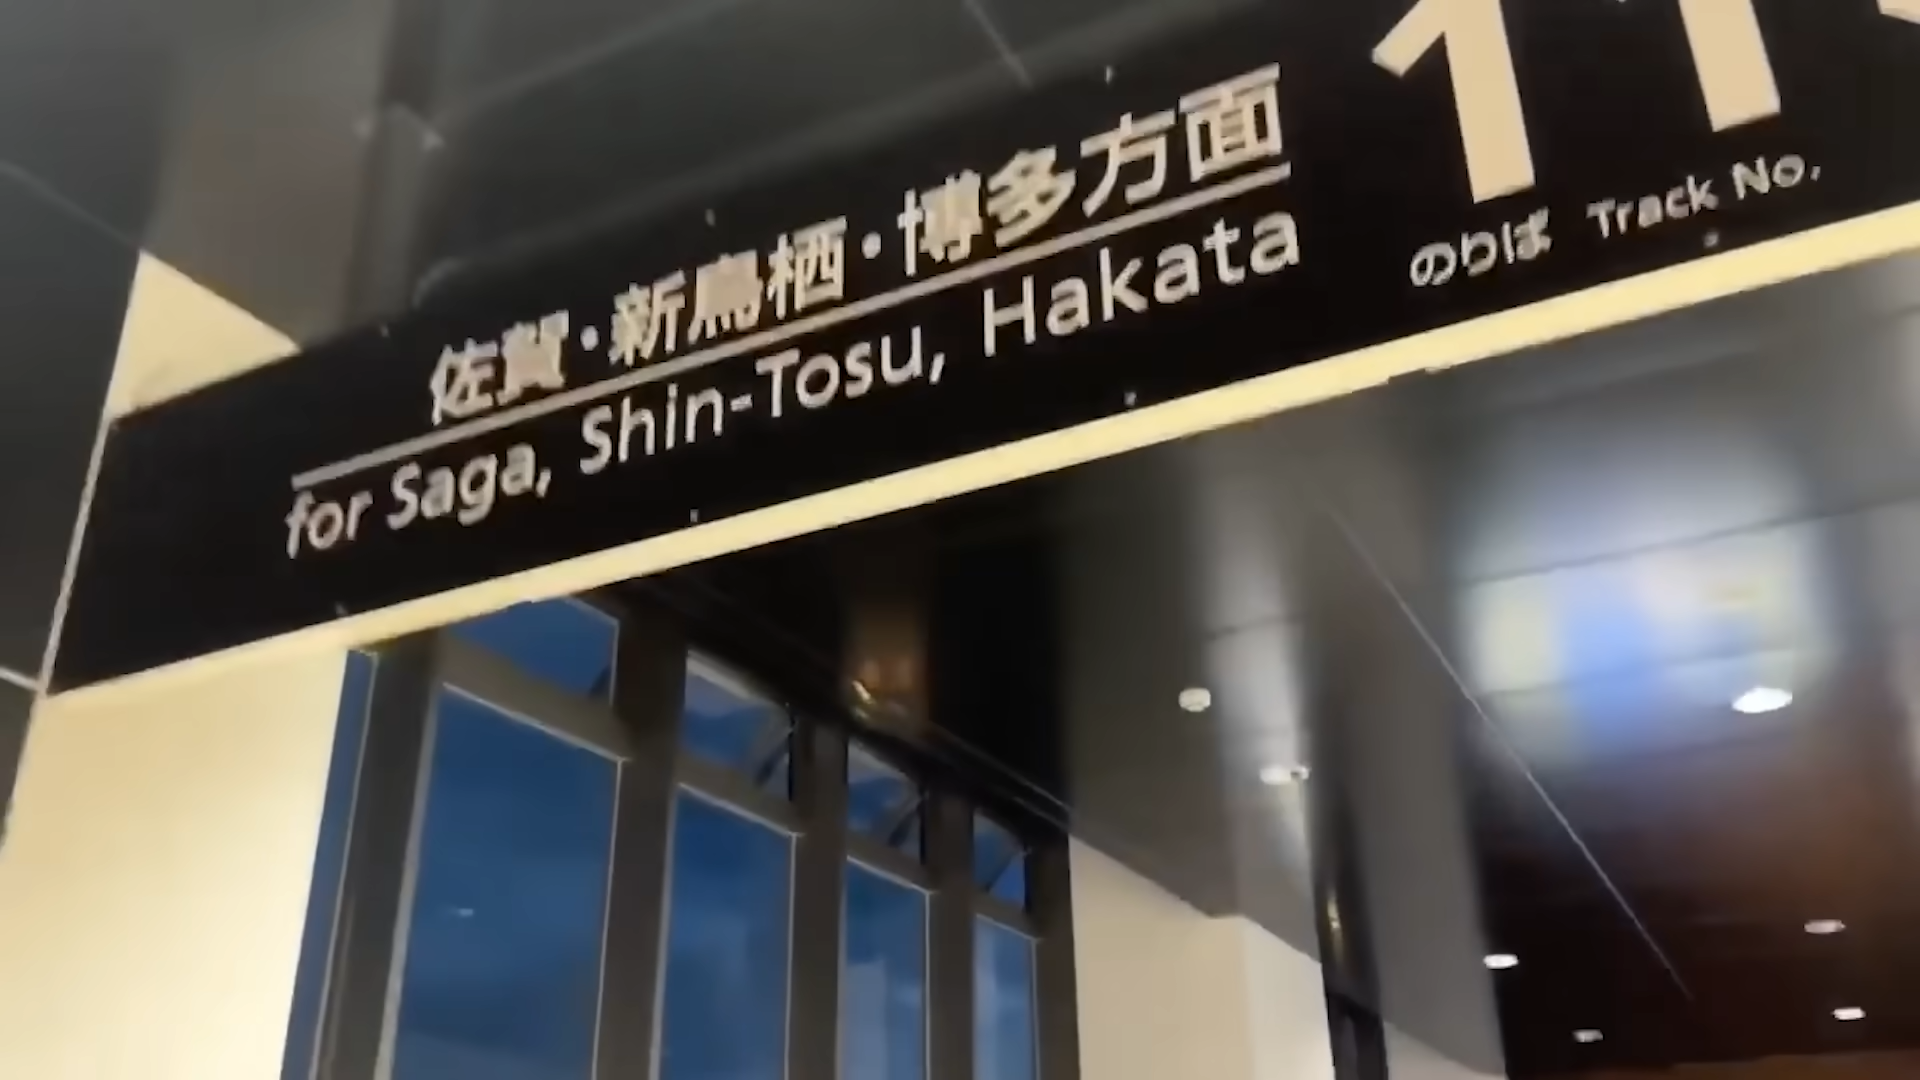 佐賀・新鳥栖・博多方面
for Saga, Shin-Tosu, Hakata
11
のりば Track No.